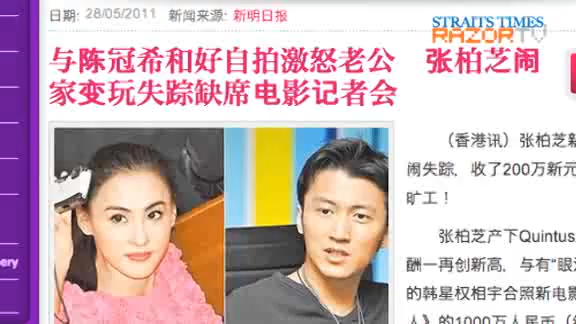 日期: 28/05/2011 新闻来源: 新明日报
STRAITS TIMES
RAZORTV
与陈冠希和好自拍激怒老公 张柏芝闹
家变玩失踪缺席电影记者会
（香港讯）张柏芝新
闹失踪，收了200万新元
旷工！
张柏芝产下Quintus
酬一再创新高，与有“眼
的韩星权相宇合照新电影
人》的1000万人民币（
ery